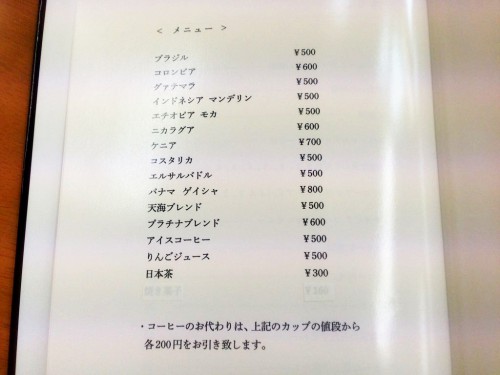 < メニュー >
ブラジル ¥500
コロンビア ¥600
グァテマラ ¥500
インドネシア マンデリン ¥500
エチオピア モカ ¥500
ニカラグア ¥600
ケニア ¥700
コスタリカ ¥500
エルサルバドル ¥500
パナマ ゲイシャ ¥800
天海ブレンド ¥500
プラチナブレンド ¥600
アイスコーヒー ¥500
りんごジュース ¥500
日本茶 ¥300
・コーヒーのお代わりは、上記のカップの値段から
各200円をお引き致します。